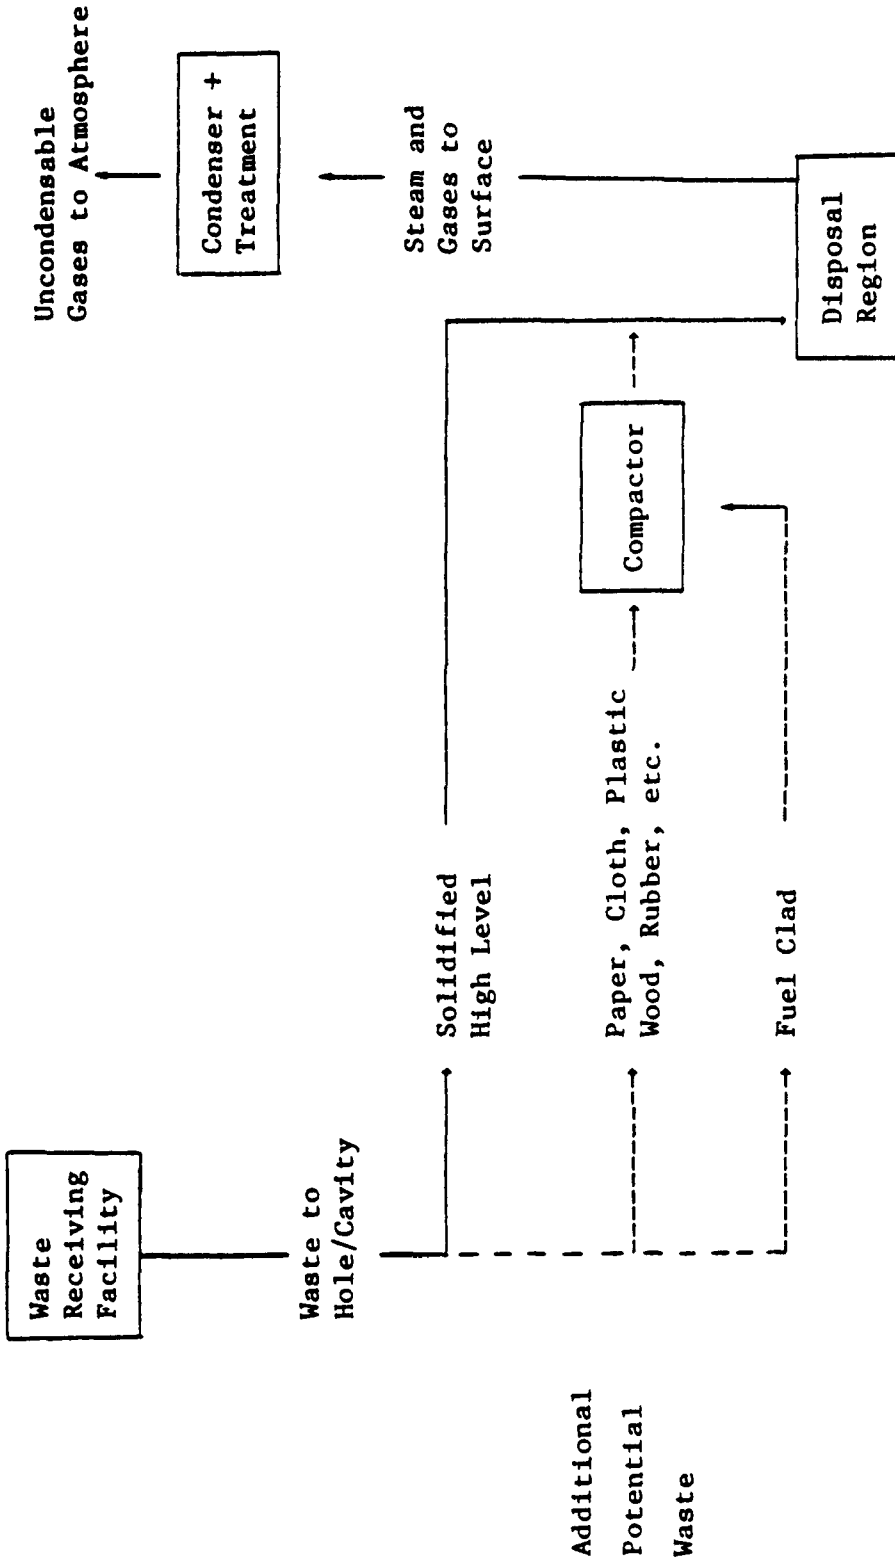 Waste
Receiving
Facility
Waste to
Hole/Cavity
Additional
Potential
Waste
Solidified
High Level
Paper, Cloth, Plastic
Wood, Rubber, etc.
Fuel Clad
Compactor
Disposal
Region
Steam and
Gases to
Surface
Condenser +
Treatment
Uncondensable
Gases to Atmosphere